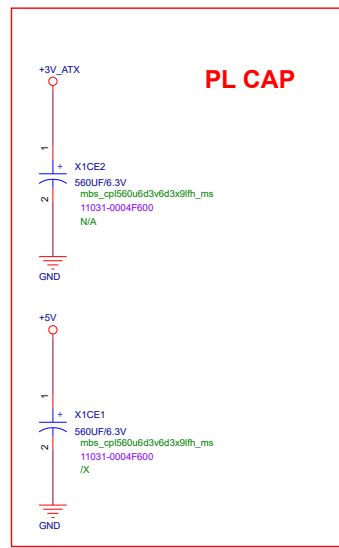 +3V_ATX
PL CAP
1
+
X1CE2
560UF/6.3V
2
mbs_cpl560u6d3v6d3x9lfh_ms
11031-0004F600
N/A
GND
+5V
1
+
X1CE1
560UF/6.3V
2
mbs_cpl560u6d3v6d3x9lfh_ms
11031-0004F600
/X
GND